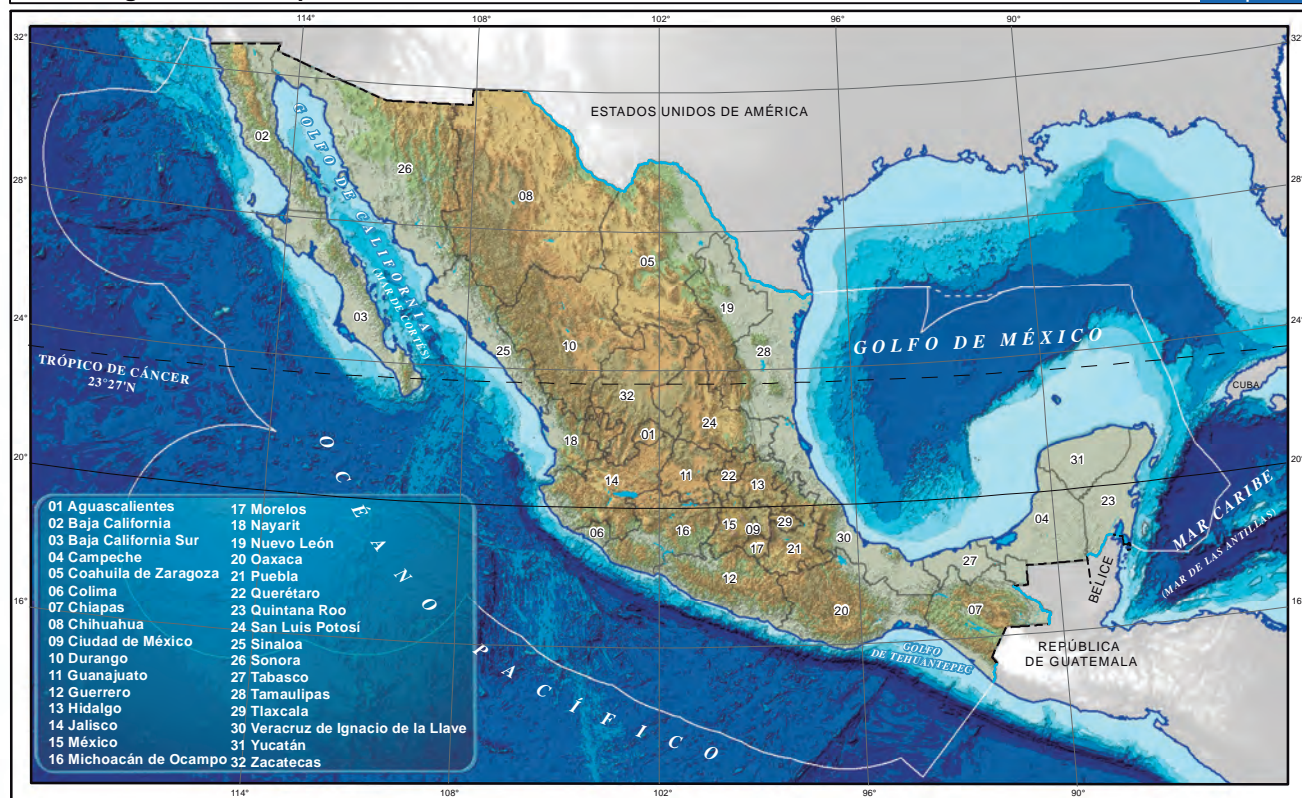 114°
108°
102°
96°
90°
32°
32°
ESTADOS UNIDOS DE AMÉRICA
02
GOLFO DE CALIFORNIA
(MAR DE CORTÉS)
26
08
28°
28°
05
19
03
24°
24°
25
10
28
GOLFO DE MÉXICO
TRÓPICO DE CÁNCER
23°27'N
CUBA
32
24
01
18
20°
20°
14
11
22
13
31
23
04
MAR CARIBE
(MAR DE LAS ANTILLAS)
06
16
15
09
29
17
21
30
27
12
20
07
BELICE
16°
16°
REPÚBLICA
DE GUATEMALA
GOLFO
DE TEHUANTEPEC
OCÉANO PACÍFICO
01 Aguascalientes
02 Baja California
03 Baja California Sur
04 Campeche
05 Coahuila de Zaragoza
06 Colima
07 Chiapas
08 Chihuahua
09 Ciudad de México
10 Durango
11 Guanajuato
12 Guerrero
13 Hidalgo
14 Jalisco
15 México
16 Michoacán de Ocampo
17 Morelos
18 Nayarit
19 Nuevo León
20 Oaxaca
21 Puebla
22 Querétaro
23 Quintana Roo
24 San Luis Potosí
25 Sinaloa
26 Sonora
27 Tabasco
28 Tamaulipas
29 Tlaxcala
30 Veracruz de Ignacio de la Llave
31 Yucatán
32 Zacatecas
114°
108°
102°
96°
90°